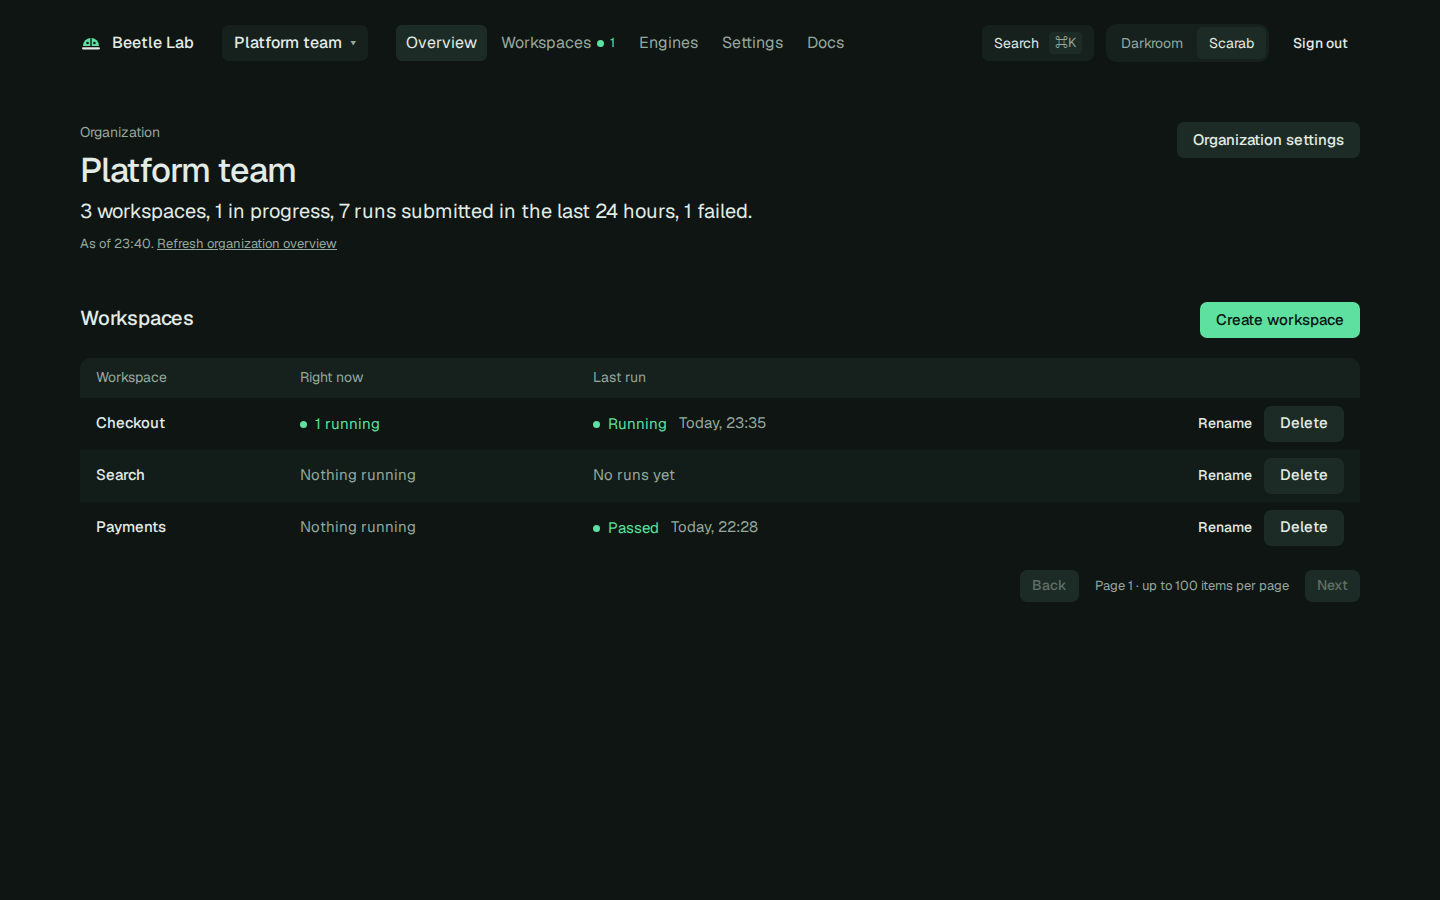 Beetle Lab Platform team ▾ Overview Workspaces 1 Engines Settings Docs Search ⌘K Darkroom Scarab Sign out
Organization
Organization settings
Platform team
3 workspaces, 1 in progress, 7 runs submitted in the last 24 hours, 1 failed.
As of 23:40. Refresh organization overview
Workspaces
Create workspace
Workspace Right now Last run
Checkout 1 running Running Today, 23:35 Rename Delete
Search Nothing running No runs yet Rename Delete
Payments Nothing running Passed Today, 22:28 Rename Delete
Back Page 1 · up to 100 items per page Next